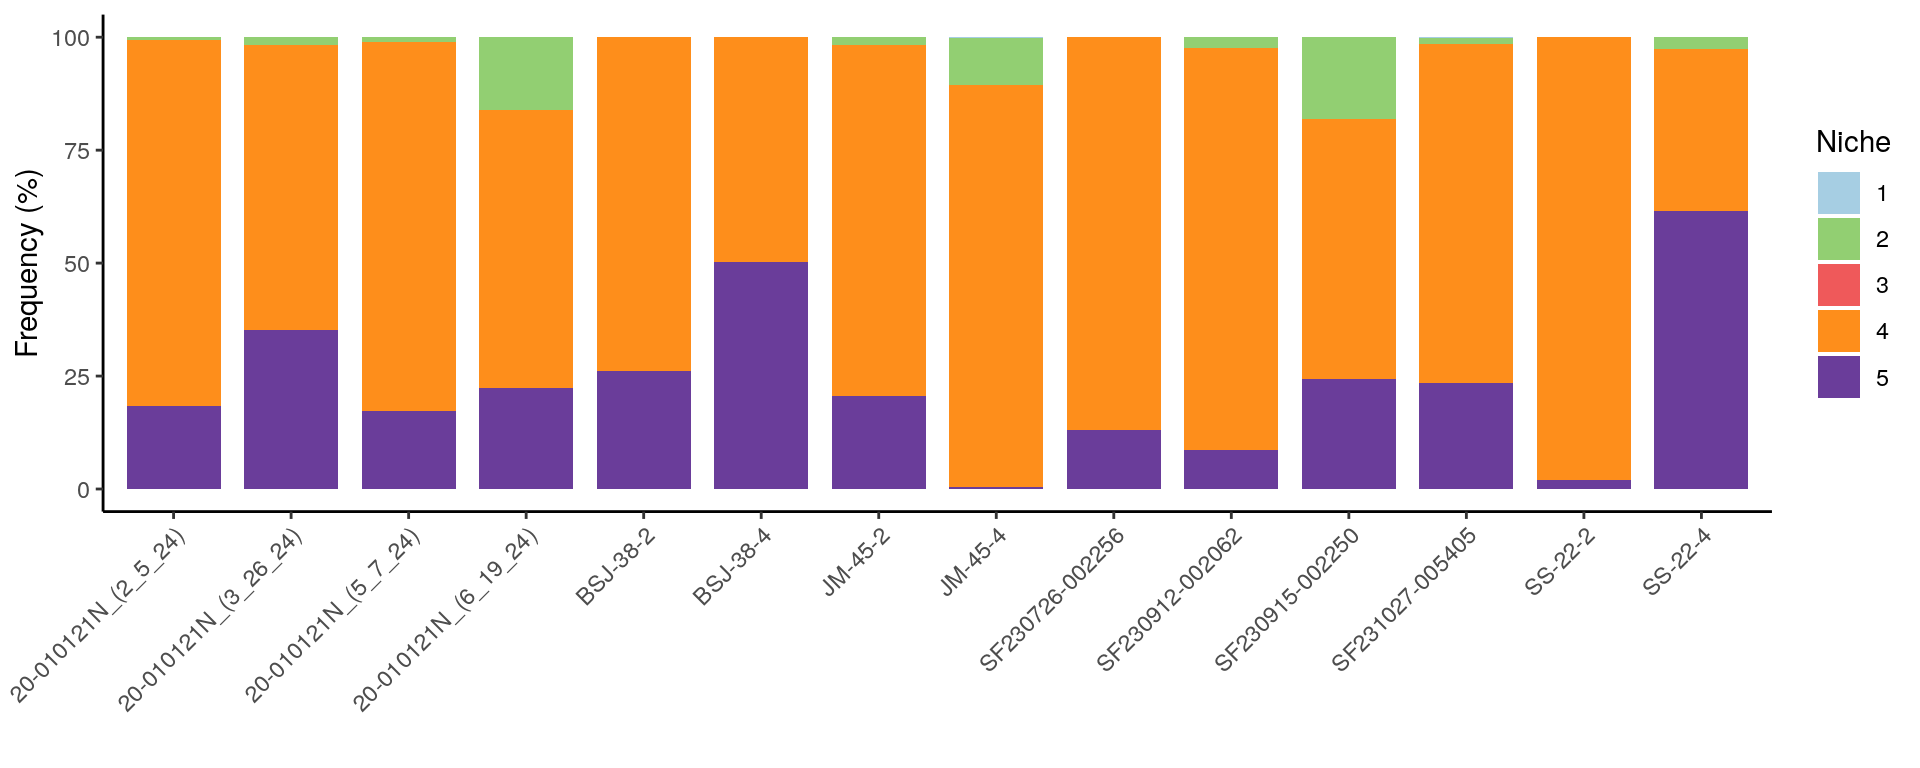 Frequency (%)
100
75
50
25
0
20-010121N_(2_5_24)
20-010121N_(3_26_24)
20-010121N_(5_7_24)
20-010121N_(6_19_24)
BSJ-38-2
BSJ-38-4
JM-45-2
JM-45-4
SF230726-002256
SF230912-002062
SF230915-002250
SF231027-005405
SS-22-2
SS-22-4
Niche
1
2
3
4
5